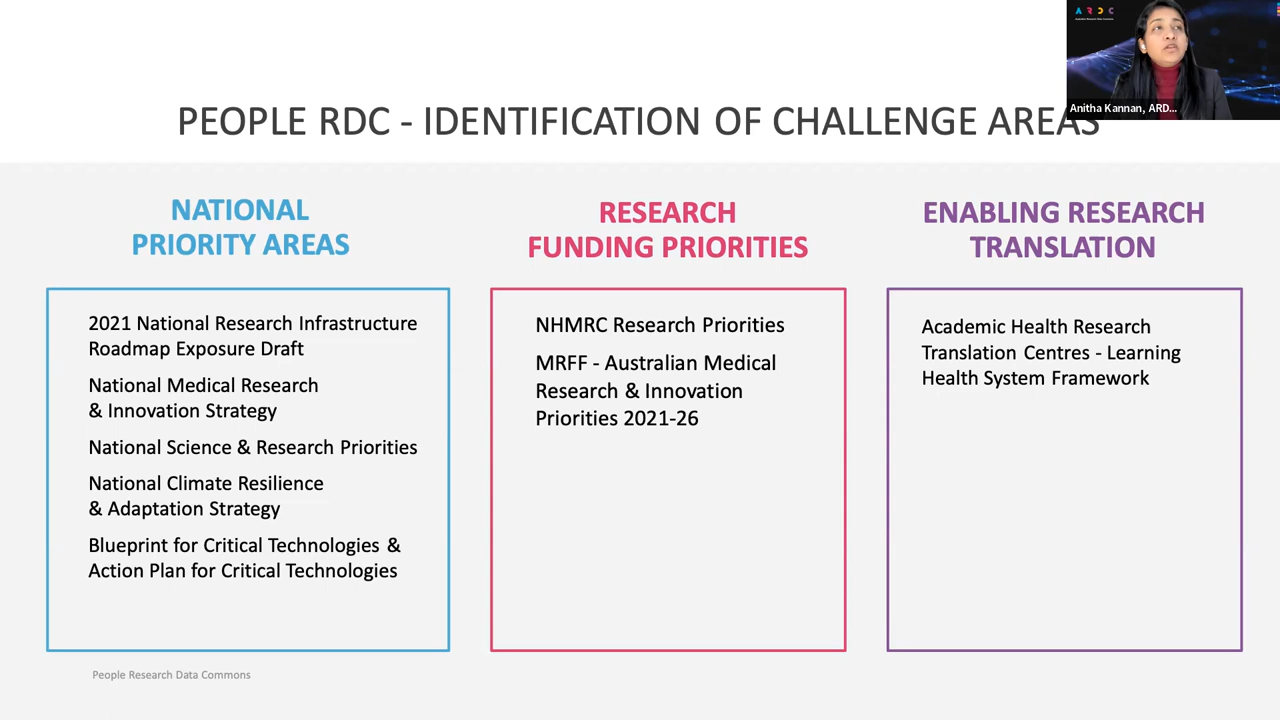 A R D C
Anitha Kannan, ARD...
PEOPLE RDC - IDENTIFICATION OF CHALLENGE AREAS
NATIONAL
PRIORITY AREAS
2021 National Research Infrastructure
Roadmap Exposure Draft
National Medical Research
& Innovation Strategy
National Science & Research Priorities
National Climate Resilience
& Adaptation Strategy
Blueprint for Critical Technologies &
Action Plan for Critical Technologies
RESEARCH
FUNDING PRIORITIES
NHMRC Research Priorities
MRFF - Australian Medical
Research & Innovation
Priorities 2021-26
ENABLING RESEARCH
TRANSLATION
Academic Health Research
Translation Centres - Learning
Health System Framework
People Research Data Commons